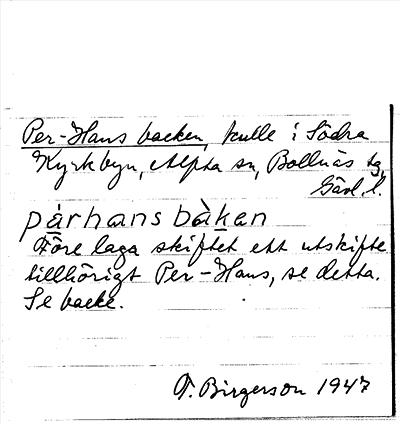 Per-Hans backen, kulle i Södra
Kyrkbyn, Alfta sn, Bollnäs tg,
Gävl. l.
pàrhansbàkan
Före laga skiftet ett utskifte
tillhörigt Per-Hans, se detta.
Se backe.
F. Birgerson 1947